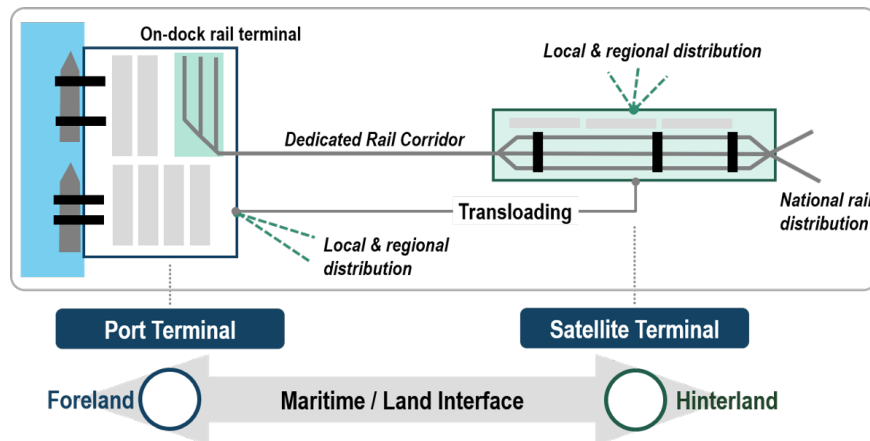 On-dock rail terminal
Local & regional distribution
Dedicated Rail Corridor
National rail
distribution
Transloading
Local & regional
distribution
Port Terminal
Satellite Terminal
Foreland
Maritime / Land Interface
Hinterland